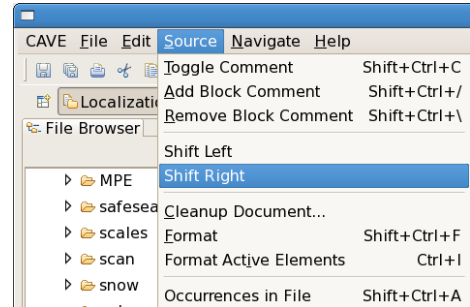 CAVE File Edit Source Navigate Help
Toggle Comment Shift+Ctrl+C
Add Block Comment Shift+Ctrl+/
Remove Block Comment Shift+Ctrl+\
Shift Left
Shift Right
Cleanup Document...
Format Shift+Ctrl+F
Format Active Elements Ctrl+I
Occurrences in File Shift+Ctrl+A
Localizatio
File Browser
MPE
safesea
scales
scan
snow